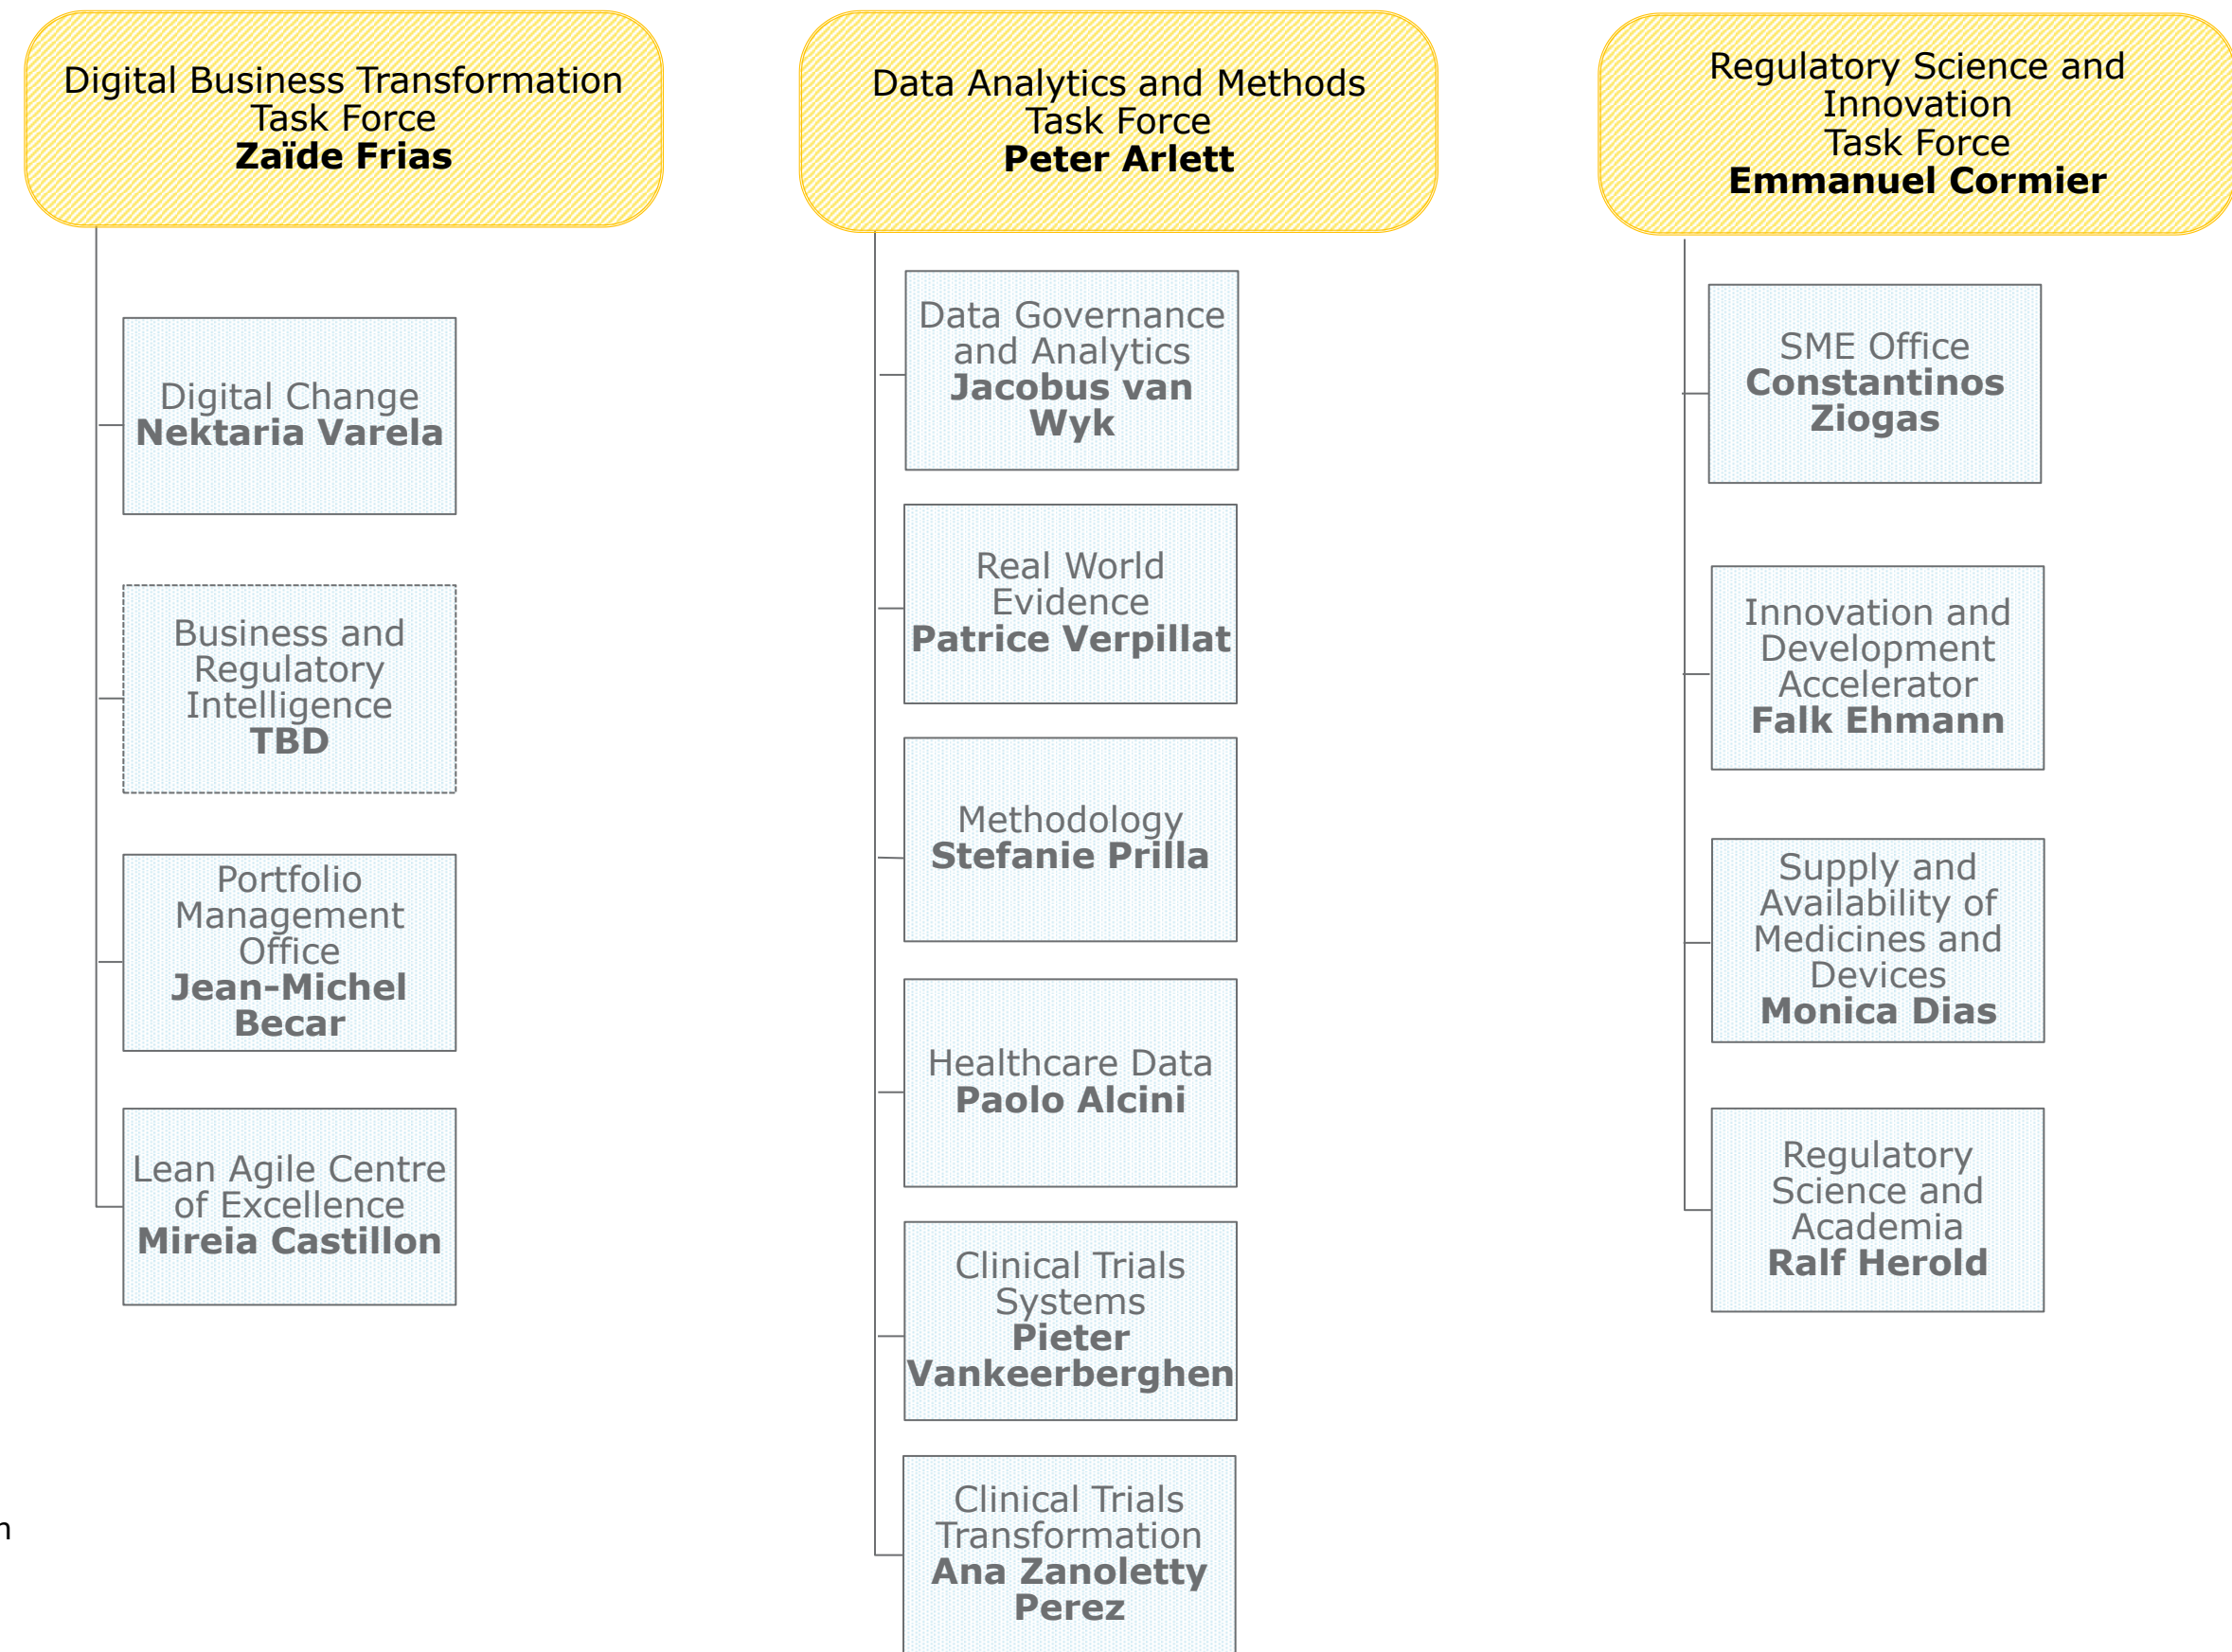 Digital Business Transformation
Task Force
Zaïde Frias
Digital Change
Nektaria Varela
Business and
Regulatory
Intelligence
TBD
Portfolio
Management
Office
Jean-Michel
Becar
Lean Agile Centre
of Excellence
Mireia Castillon
Data Analytics and Methods
Task Force
Peter Arlett
Data Governance
and Analytics
Jacobus van
Wyk
Real World
Evidence
Patrice Verpillat
Methodology
Stefanie Prilla
Healthcare Data
Paolo Alcini
Clinical Trials
Systems
Pieter
Vankeerberghen
Clinical Trials
Transformation
Ana Zanoletty
Perez
Regulatory Science and
Innovation
Task Force
Emmanuel Cormier
SME Office
Constantinos
Ziogas
Innovation and
Development
Accelerator
Falk Ehmann
Supply and
Availability of
Medicines and
Devices
Monica Dias
Regulatory
Science and
Academia
Ralf Herold